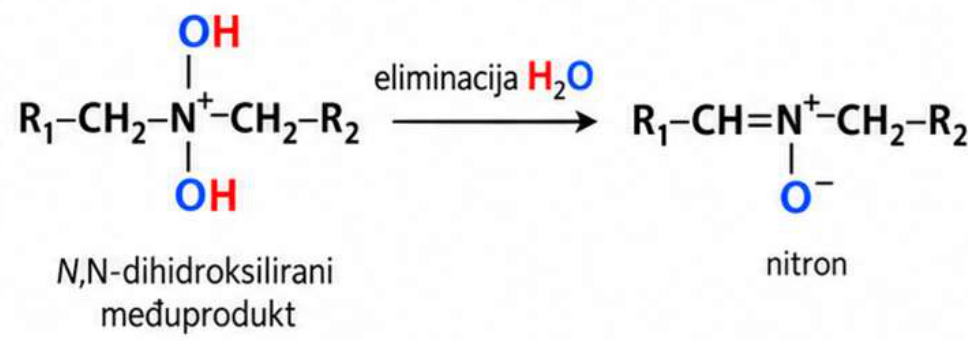 OH
eliminacija H₂O
R₁–CH₂–N⁺–CH₂–R₂
R₁–CH=N⁺–CH₂–R₂
OH
O⁻
N,N-dihidroksilirani
međuprodukt
nitron